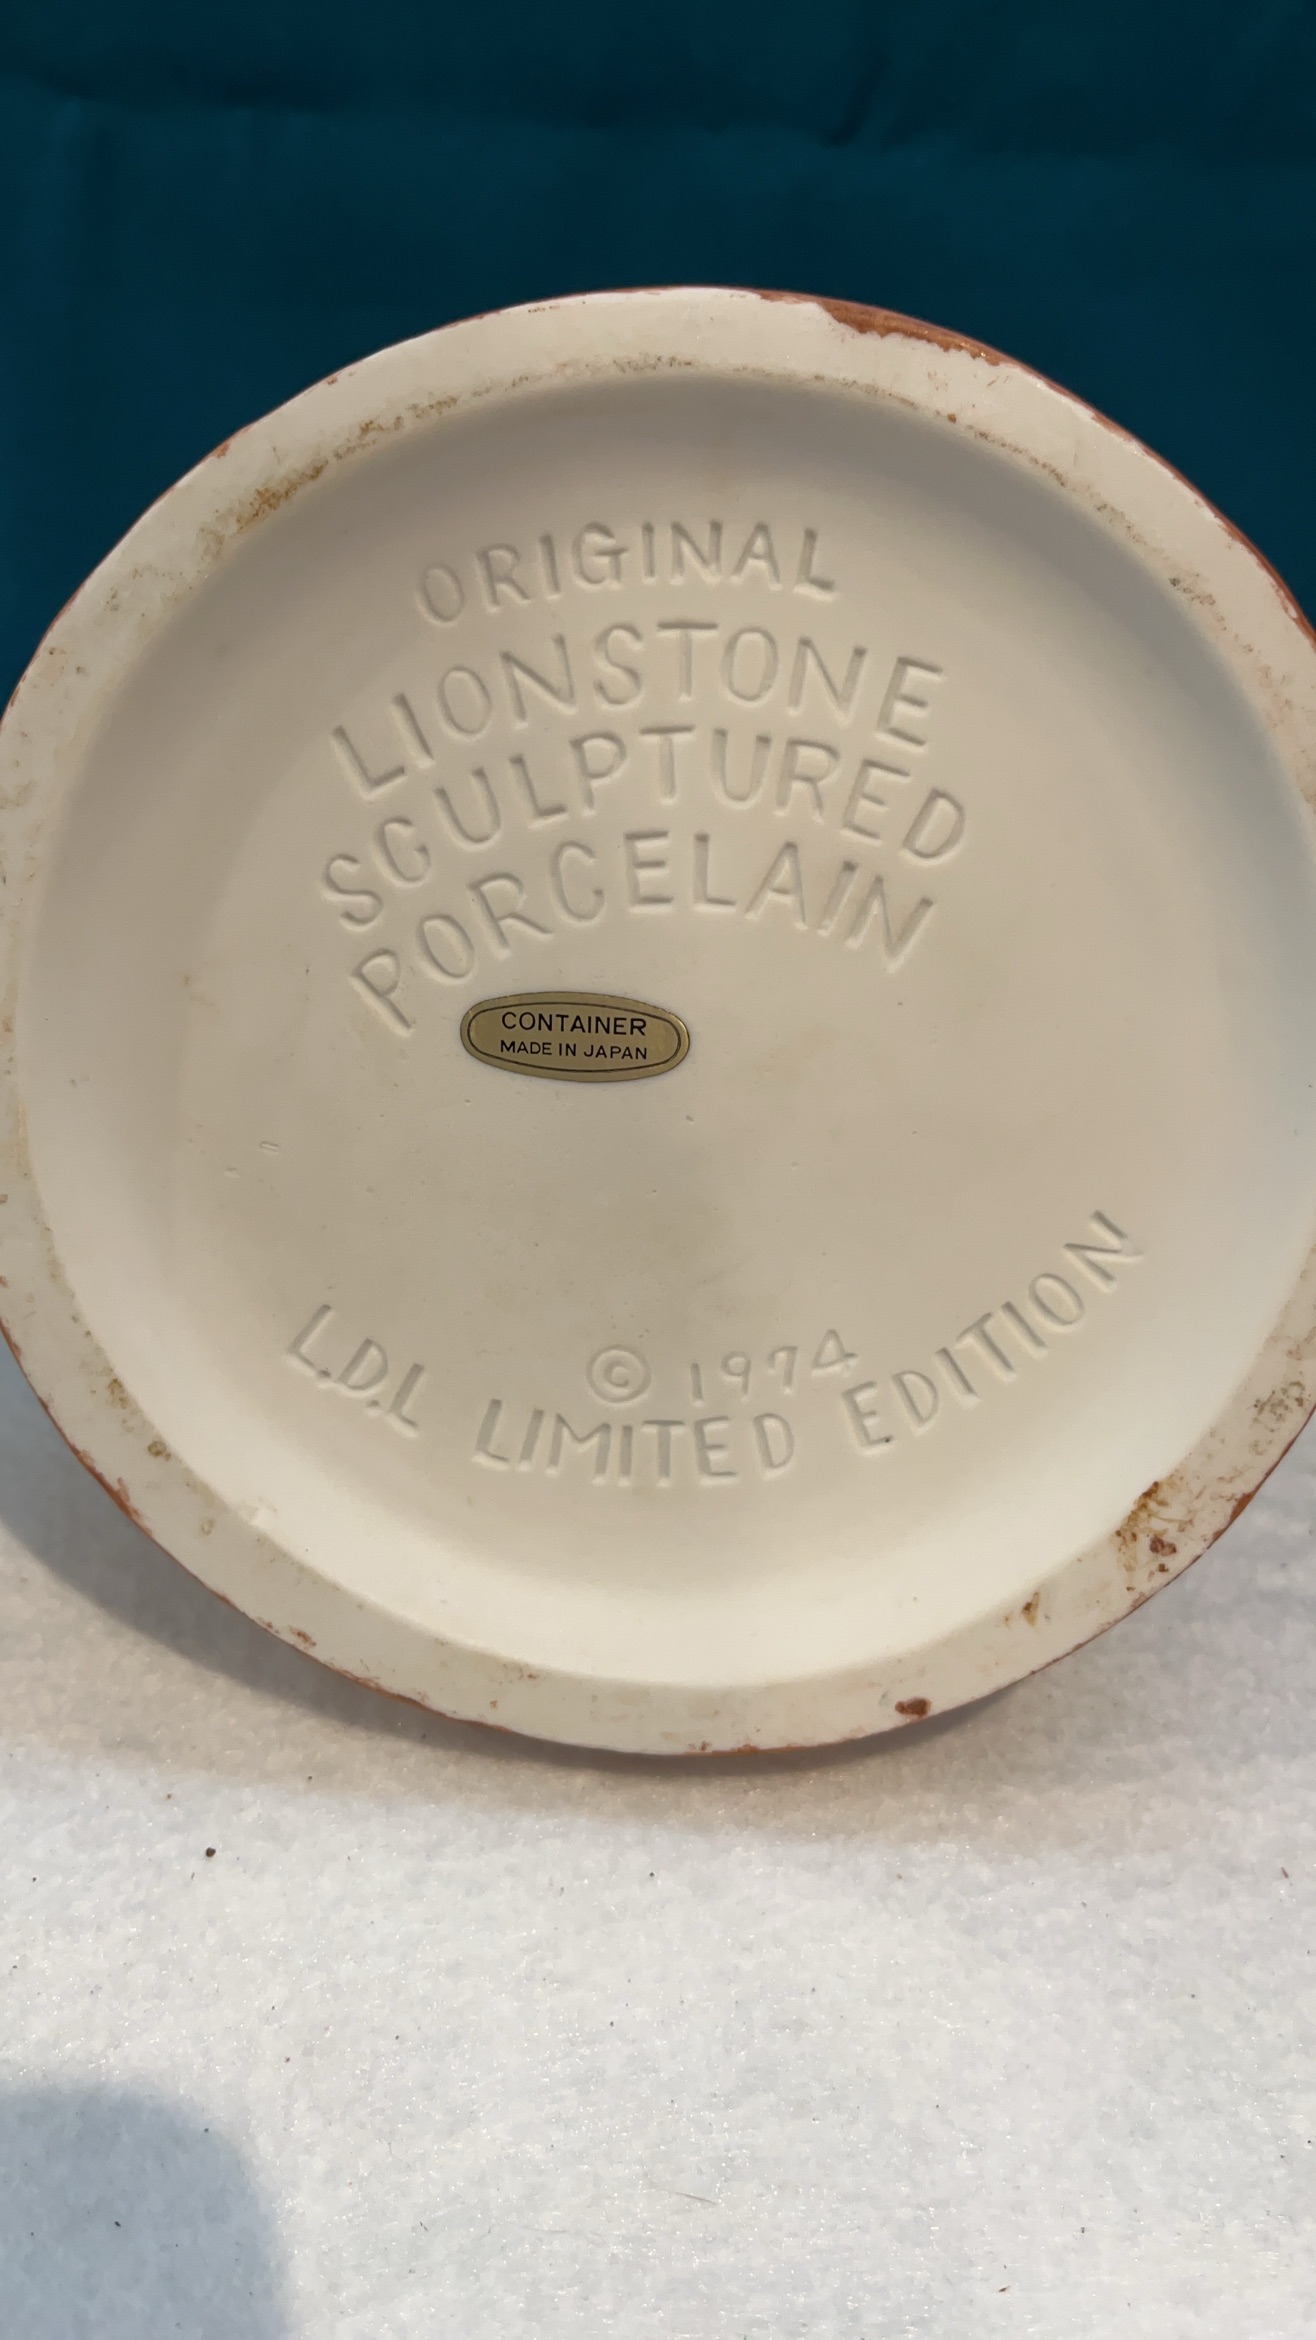 ORIGINAL
LIONSTONE
SCULPTURED
PORCELAIN
CONTAINER
MADE IN JAPAN
© 1974
L.D.L LIMITED EDITION